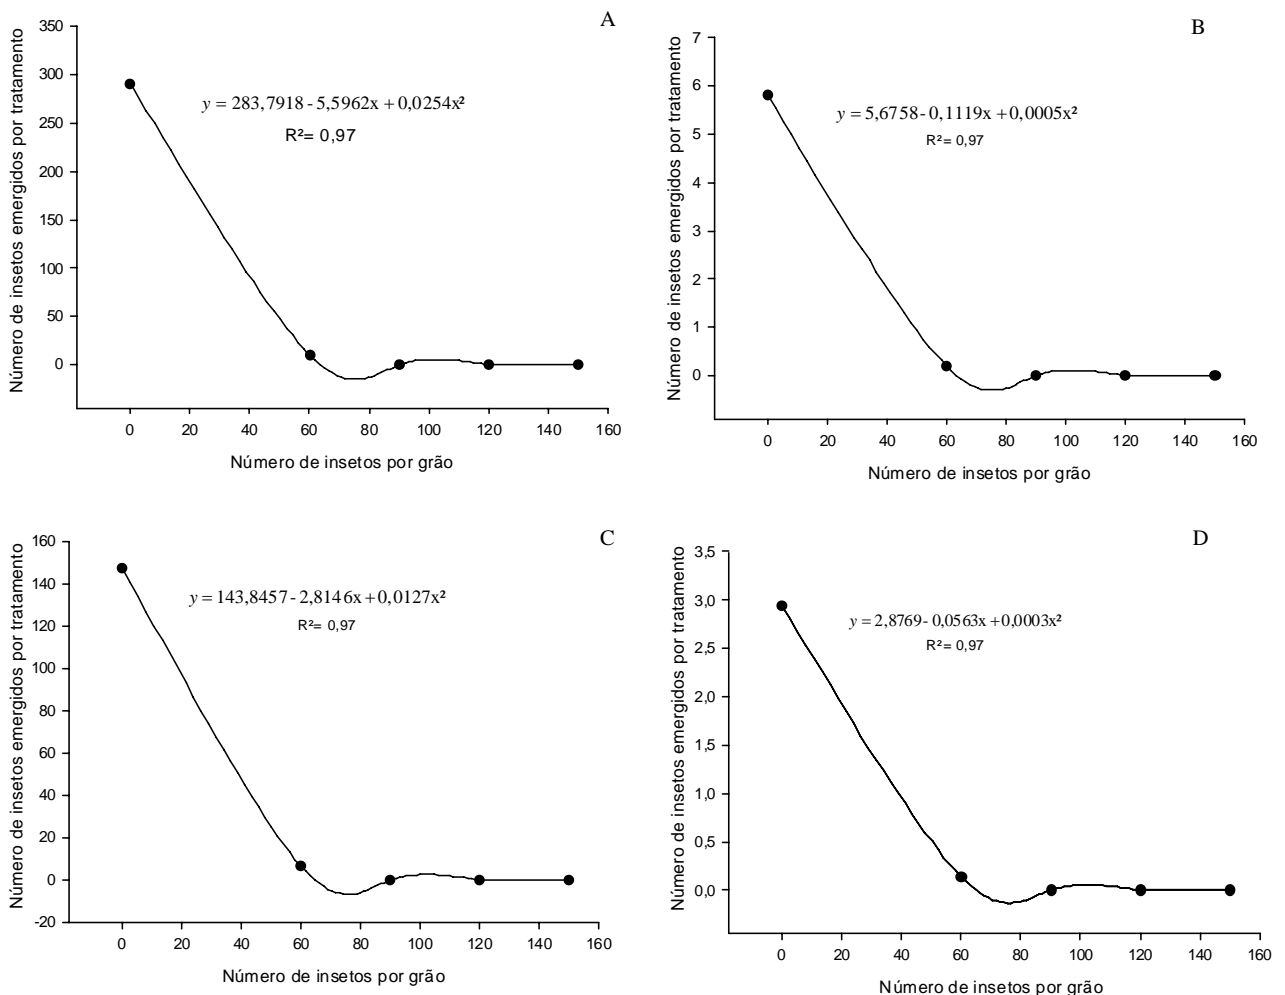 A
Número de insetos emergidos por tratamento
350
300
250
200
150
100
50
0
y = 283,7918 - 5,5962x + 0,0254x²
R²= 0,97
0 20 40 60 80 100 120 140 160
Número de insetos por grão
B
Número de insetos emergidos por tratamento
7
6
5
4
3
2
1
0
y = 5,6758 - 0,1119x + 0,0005x²
R²= 0,97
0 20 40 60 80 100 120 140 160
Número de insetos por grão
C
Número de insetos emergidos por tratamento
160
140
120
100
80
60
40
20
0
-20
y = 143,8457 - 2,8146x + 0,0127x²
R²= 0,97
0 20 40 60 80 100 120 140 160
Número de insetos por grão
D
Número de insetos emergidos por tratamento
3,5
3,0
2,5
2,0
1,5
1,0
0,5
0,0
y = 2,8769 - 0,0563x + 0,0003x²
R²= 0,97
0 20 40 60 80 100 120 140 160
Número de insetos por grão